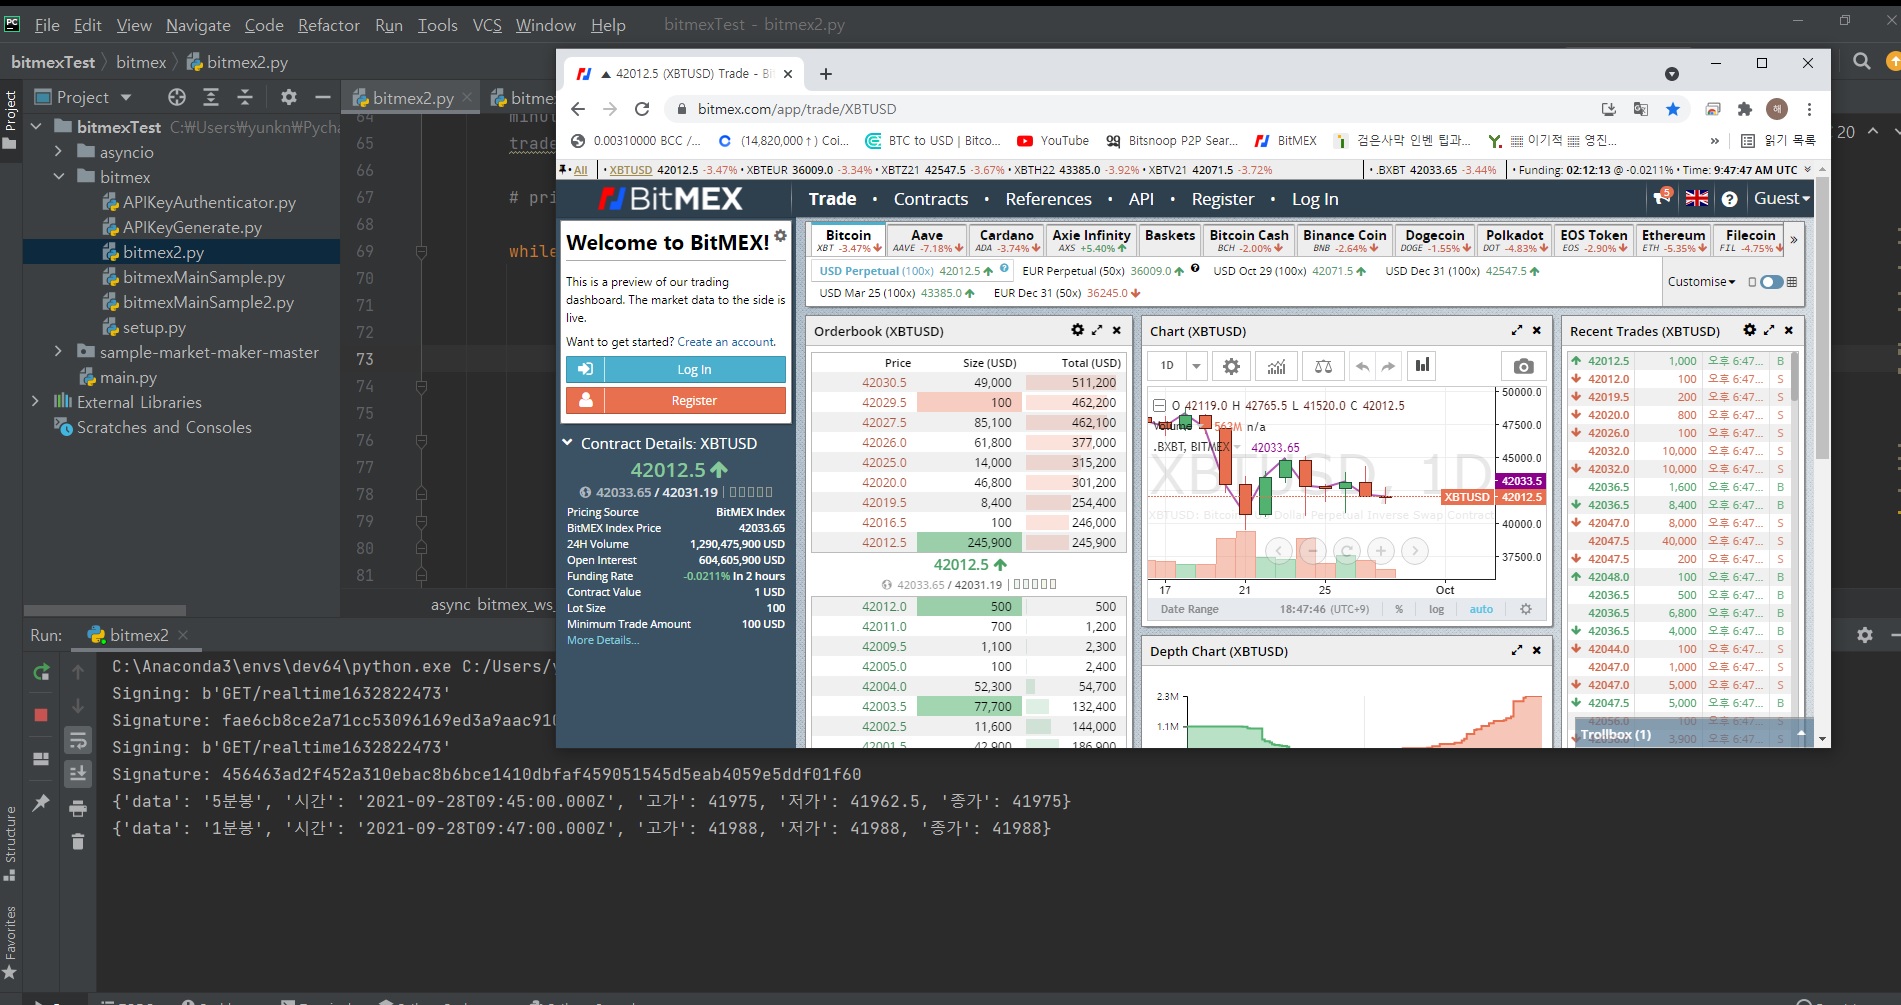 File Edit View Navigate Code Refactor Run Tools VCS Window Help bitmexTest - bitmex2.py
bitmexTest bitmex bitmex2.py
Project
bitmex2.py
bitmexTest C:\Users\yunkn\Pycha
asyncio
bitmex
APIKeyAuthenticator.py
APIKeyGenerate.py
bitmex2.py
bitmexMainSample.py
bitmexMainSample2.py
setup.py
sample-market-maker-master
main.py
External Libraries
Scratches and Consoles
Project
64
65 trade
66
67 # pri
68
69 while
70
71
72
73
74
75
76
77
78
79
80
81
async bitmex_ws_
20
42012.5 (XBTUSD) Trade - Bi
bitmex.com/app/trade/XBTUSD
0.00310000 BCC /... (14,820,000↑) Coi... BTC to USD | Bitco... YouTube Bitsnoop P2P Sear... BitMEX 검은사막 인벤 팁과... ▦ 이기적 ▦ 영진... » 읽기 목록
All XBTUSD 42012.5 -3.47% • XBTEUR 36009.0 -3.34% • XBTZ21 42547.5 -3.67% • XBTH22 43385.0 -3.92% • XBTV21 42071.5 -3.72% • .BXBT 42033.65 -3.44% • Funding: 02:12:13 @ -0.0211% • Time: 9:47:47 AM UTC
BitMEX Trade • Contracts • References • API • Register • Log In 5 Guest
Welcome to BitMEX!
This is a preview of our trading
dashboard. The market data to the side is
live.
Want to get started? Create an account.
Log In
Register
Contract Details: XBTUSD
42012.5
42033.65 / 42031.19
Pricing Source BitMEX Index
BitMEX Index Price 42033.65
24H Volume 1,290,475,900 USD
Open Interest 604,605,900 USD
Funding Rate -0.0211% In 2 hours
Contract Value 1 USD
Lot Size 100
Minimum Trade Amount 100 USD
More Details...
Bitcoin Aave Cardano Axie Infinity Baskets Bitcoin Cash Binance Coin Dogecoin Polkadot EOS Token Ethereum Filecoin »
XBT -3.47% AAVE -7.18% ADA -3.74% AXS +5.40% BCH -2.00% BNB -2.64% DOGE -1.55% DOT -4.83% EOS -2.90% ETH -5.35% FIL -4.75%
USD Perpetual (100x) 42012.5 EUR Perpetual (50x) 36009.0 USD Oct 29 (100x) 42071.5 USD Dec 31 (100x) 42547.5
USD Mar 25 (100x) 43385.0 EUR Dec 31 (50x) 36245.0
Customise
Orderbook (XBTUSD)
Price Size (USD) Total (USD)
42030.5 49,000 511,200
42029.5 100 462,200
42027.5 85,100 462,100
42026.0 61,800 377,000
42025.0 14,000 315,200
42020.0 46,800 301,200
42019.5 8,400 254,400
42016.5 100 246,000
42012.5 245,900 245,900
42012.5
42033.65 / 42031.19
42012.0 500 500
42011.0 700 1,200
42009.5 1,100 2,300
42005.0 100 2,400
42004.0 52,300 54,700
42003.5 77,700 132,400
42002.5 11,600 144,000
42001.5 42,900 186,900
Chart (XBTUSD)
1D
O 42119.0 H 42765.5 L 41520.0 C 42012.5
Volume 563M n/a
.BXBT, BITMEX 42033.65
XBTUSD, 1D
XBTUSD: Bitcoin / US Dollar Perpetual Inverse Swap Contract
50000.0
47500.0
45000.0
42033.5
XBTUSD 42012.5
40000.0
37500.0
17 21 25 Oct
Date Range 18:47:46 (UTC+9) % log auto
Depth Chart (XBTUSD)
2.3M
1.1M
Recent Trades (XBTUSD)
42012.5 1,000 오후 6:47... B
42012.0 100 오후 6:47... S
42019.5 200 오후 6:47... S
42020.0 800 오후 6:47... S
42026.0 100 오후 6:47... S
42032.0 10,000 오후 6:47... S
42032.0 10,000 오후 6:47... S
42036.5 1,600 오후 6:47... B
42036.5 8,400 오후 6:47... B
42047.0 8,000 오후 6:47... S
42047.5 40,000 오후 6:47... S
42047.5 200 오후 6:47... S
42048.0 100 오후 6:47... B
42036.5 500 오후 6:47... B
42036.5 6,800 오후 6:47... B
42036.5 4,000 오후 6:47... B
42044.0 100 오후 6:47... S
42047.0 1,000 오후 6:47... S
42047.0 5,000 오후 6:47... S
42047.5 5,000 오후 6:47... B
42056.0 100 오후 6:47... S
3,900 오후 6:47... S
Trollbox (1)
Run: bitmex2
C:\Anaconda3\envs\dev64\python.exe C:/Users/y
Signing: b'GET/realtime1632822473'
Signature: fae6cb8ce2a71cc53096169ed3a9aac910
Signing: b'GET/realtime1632822473'
Signature: 456463ad2f452a310ebac8b6bce1410dbfaf459051545d5eab4059e5ddf01f60
{'data': '5분봉', '시간': '2021-09-28T09:45:00.000Z', '고가': 41975, '저가': 41962.5, '종가': 41975}
{'data': '1분봉', '시간': '2021-09-28T09:47:00.000Z', '고가': 41988, '저가': 41988, '종가': 41988}
Structure
Favorites